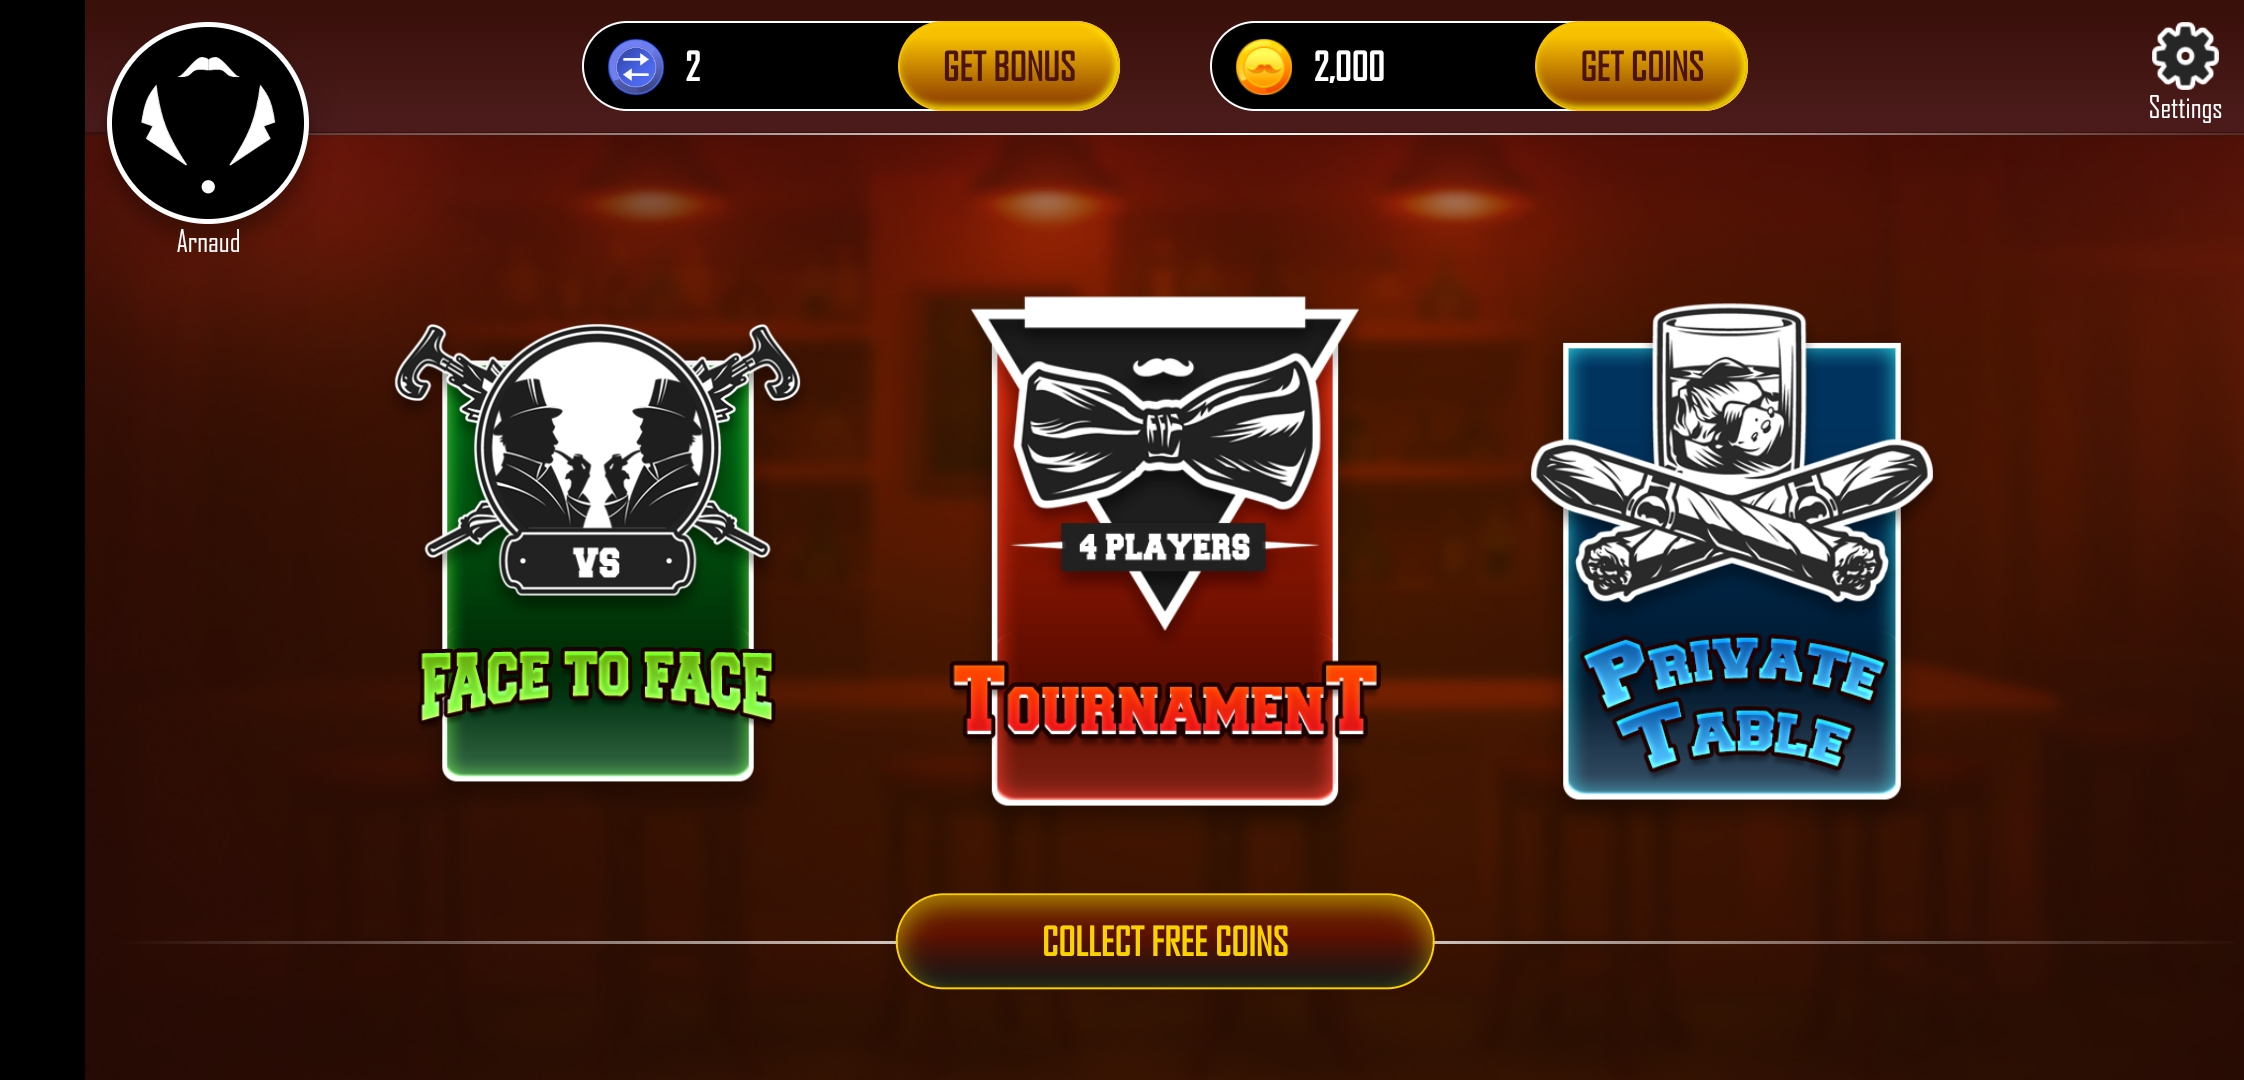 2
GET BONUS
2,000
GET COINS
Settings
Arnaud
VS
FACE TO FACE
4 PLAYERS
TOURNAMENT
PRIVATE
TABLE
COLLECT FREE COINS